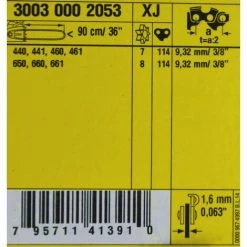 3003 000 2053 XJ
90 cm/ 36"
a
t=a:2
440, 441, 460, 461 7 114 9,32 mm/ 3/8"
650, 660, 661 8 114 9,32 mm/ 3/8"
1,6 mm
0,063"
7 95711 41391 0